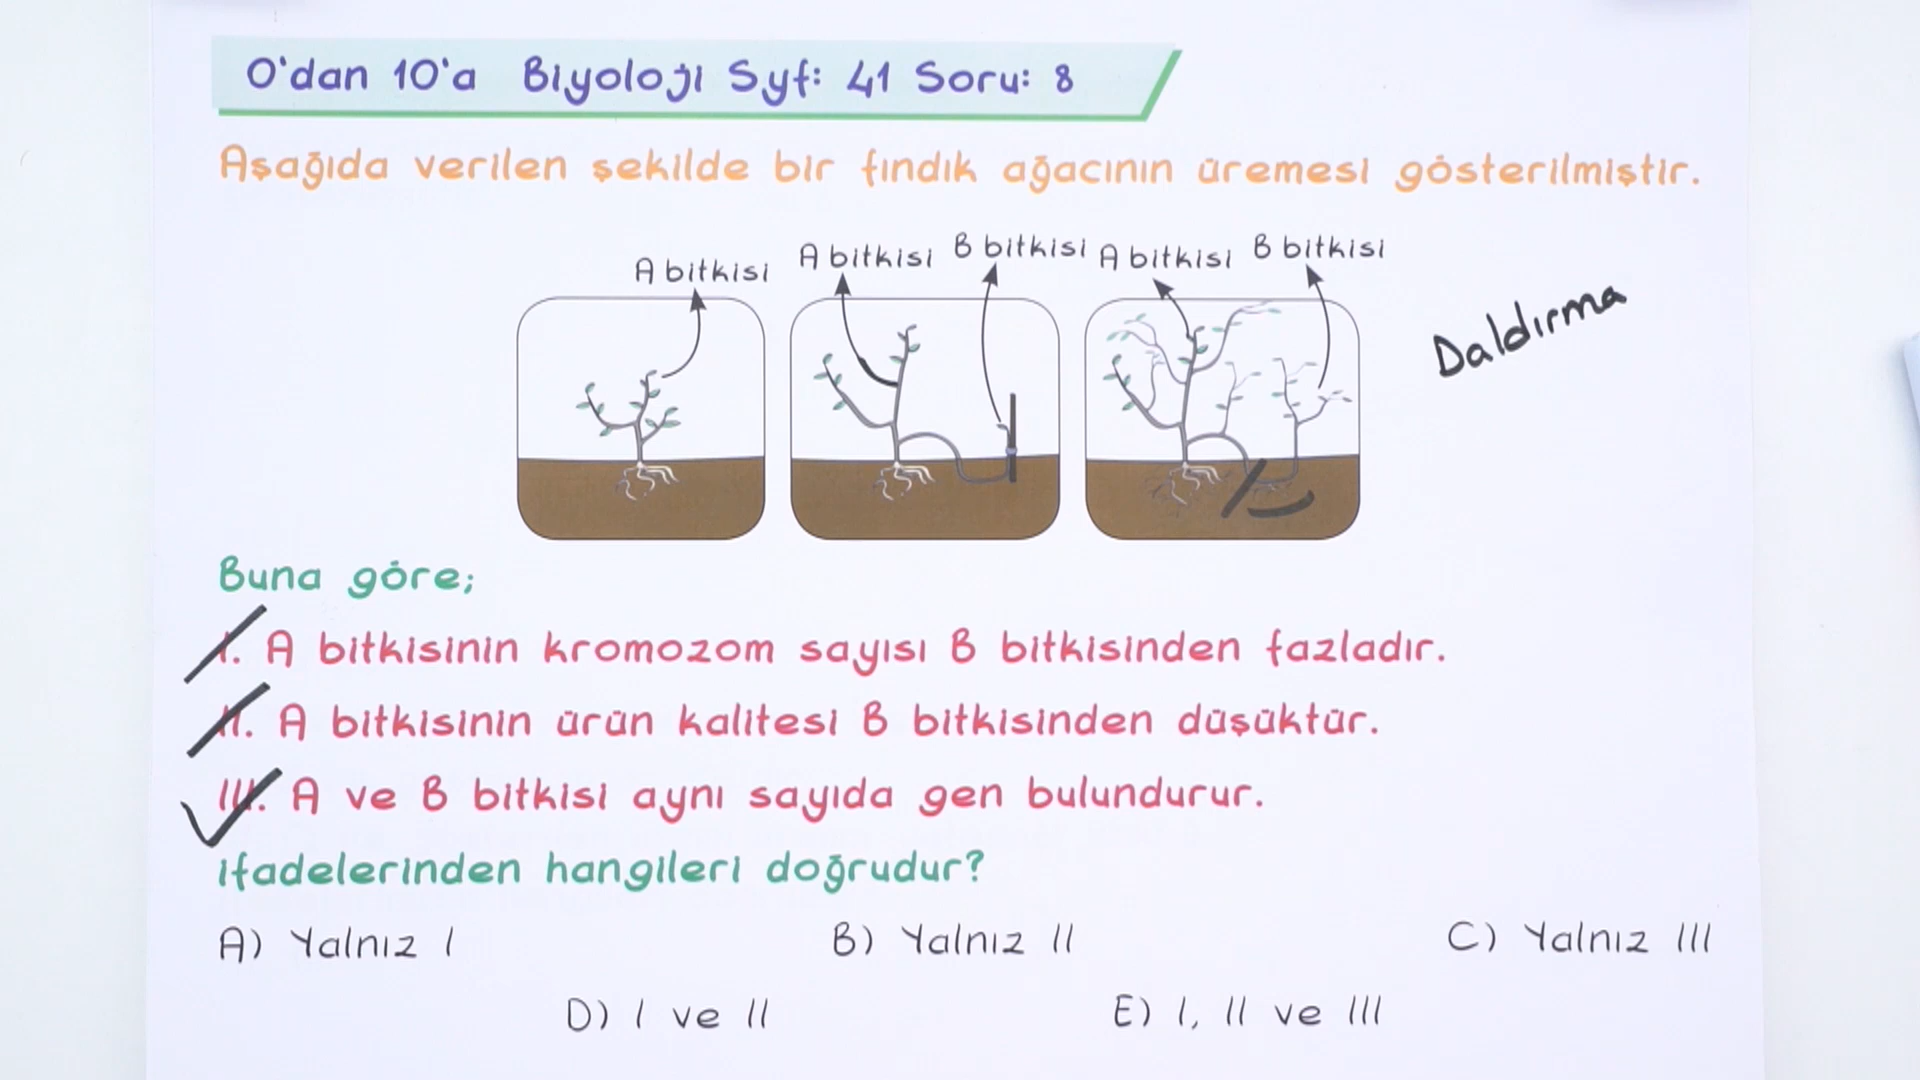 0'dan 10'a Biyoloji Syf: 41 Soru: 8
Aşağıda verilen şekilde bir fındık ağacının üremesi gösterilmiştir.
A bitkisi A bitkisi B bitkisi A bitkisi B bitkisi
Daldırma
Buna göre;
I. A bitkisinin kromozom sayısı B bitkisinden fazladır.
II. A bitkisinin ürün kalitesi B bitkisinden düşüktür.
III. A ve B bitkisi aynı sayıda gen bulundurur.
ifadelerinden hangileri doğrudur?
A) Yalnız I B) Yalnız II C) Yalnız III
D) I ve II E) I, II ve III